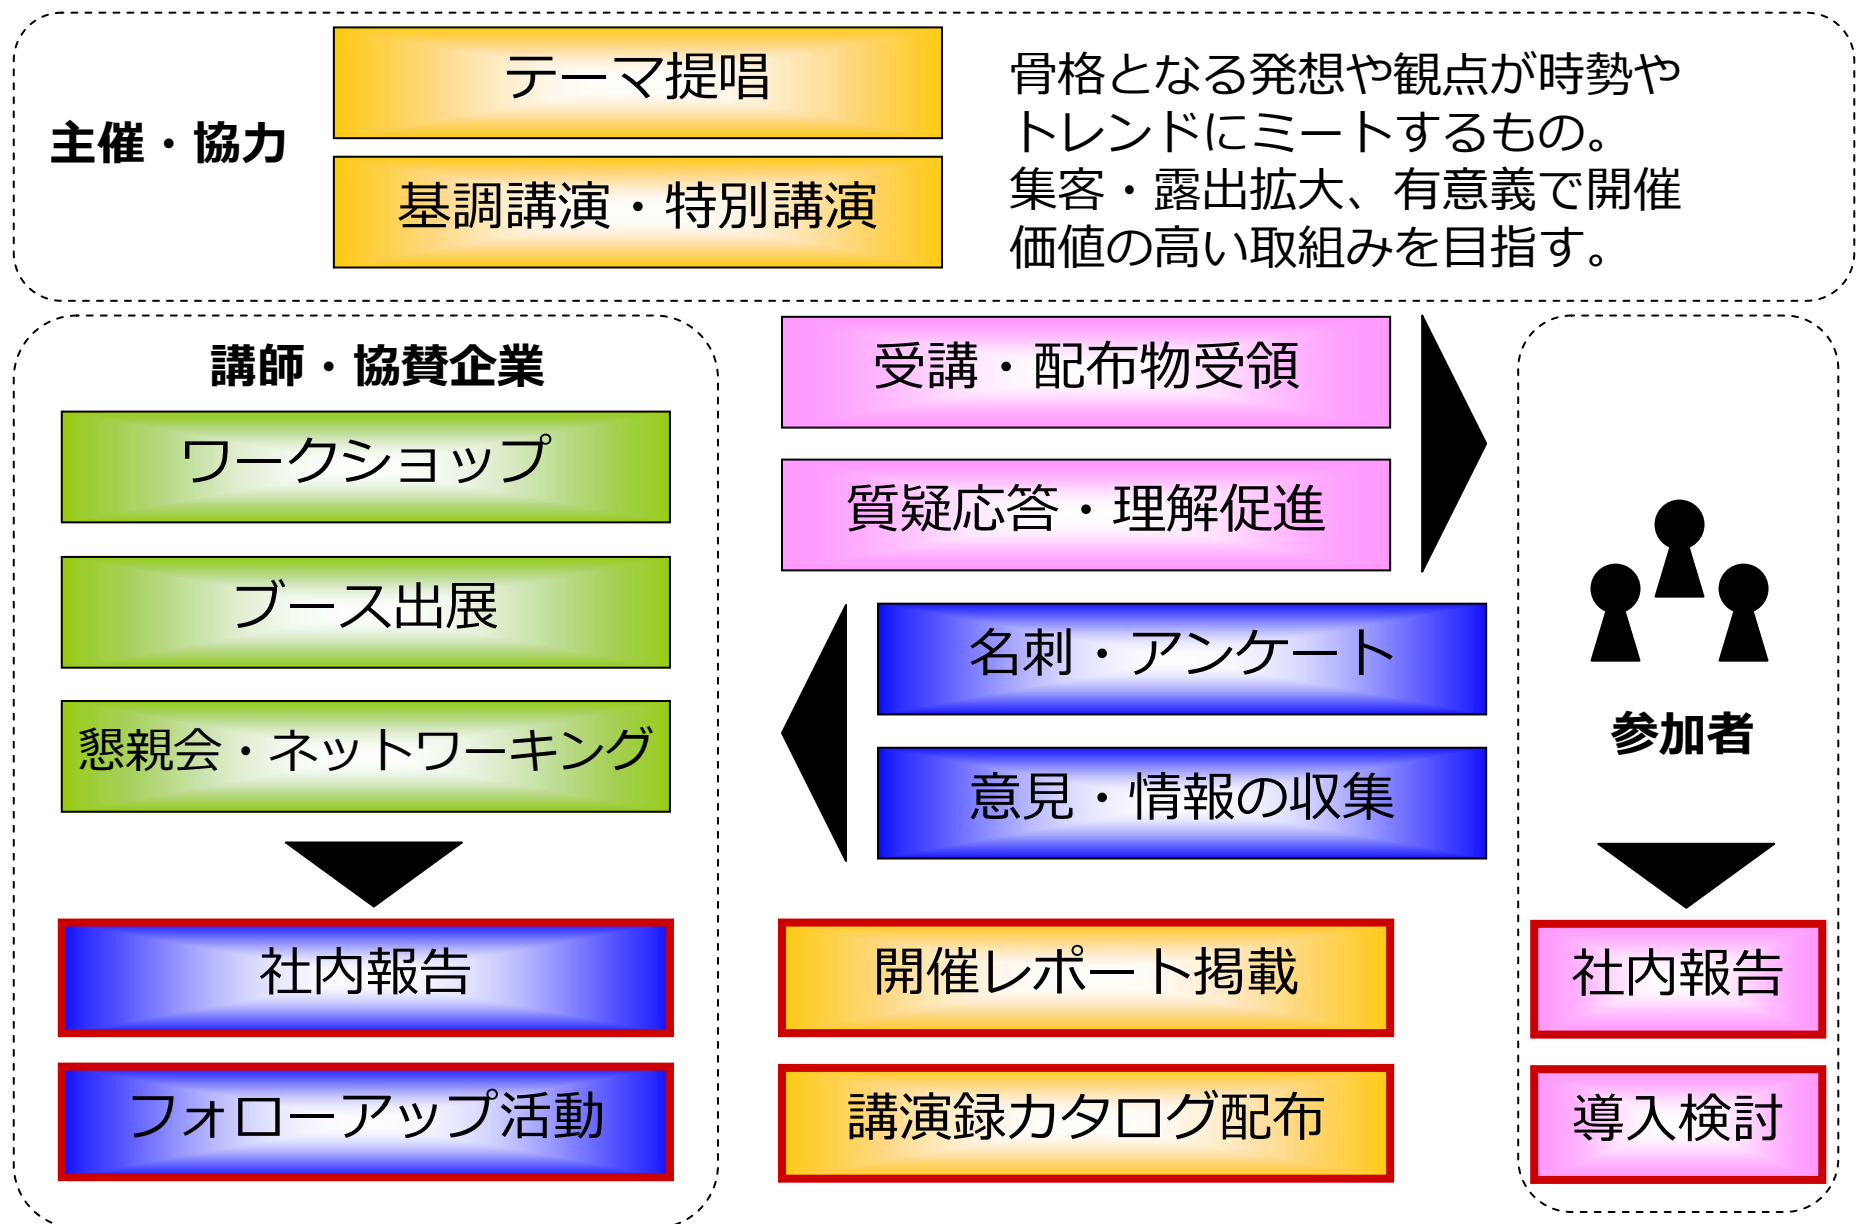 主催・協力
テーマ提唱
基調講演・特別講演
骨格となる発想や観点が時勢や
トレンドにミートするもの。
集客・露出拡大、有意義で開催
価値の高い取組みを目指す。
講師・協賛企業
ワークショップ
ブース出展
懇親会・ネットワーキング
社内報告
フォローアップ活動
受講・配布物受領
質疑応答・理解促進
名刺・アンケート
意見・情報の収集
開催レポート掲載
講演録カタログ配布
参加者
社内報告
導入検討